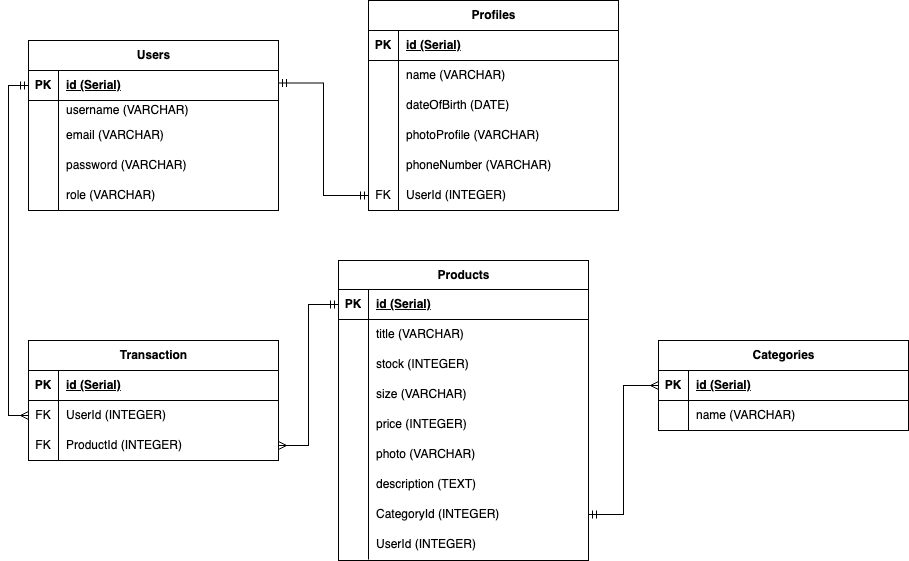 Profiles
PK id (Serial)
name (VARCHAR)
dateOfBirth (DATE)
photoProfile (VARCHAR)
phoneNumber (VARCHAR)
FK UserId (INTEGER)
Users
PK id (Serial)
username (VARCHAR)
email (VARCHAR)
password (VARCHAR)
role (VARCHAR)
Products
PK id (Serial)
title (VARCHAR)
stock (INTEGER)
size (VARCHAR)
price (INTEGER)
photo (VARCHAR)
description (TEXT)
CategoryId (INTEGER)
UserId (INTEGER)
Transaction
PK id (Serial)
FK UserId (INTEGER)
FK ProductId (INTEGER)
Categories
PK id (Serial)
name (VARCHAR)